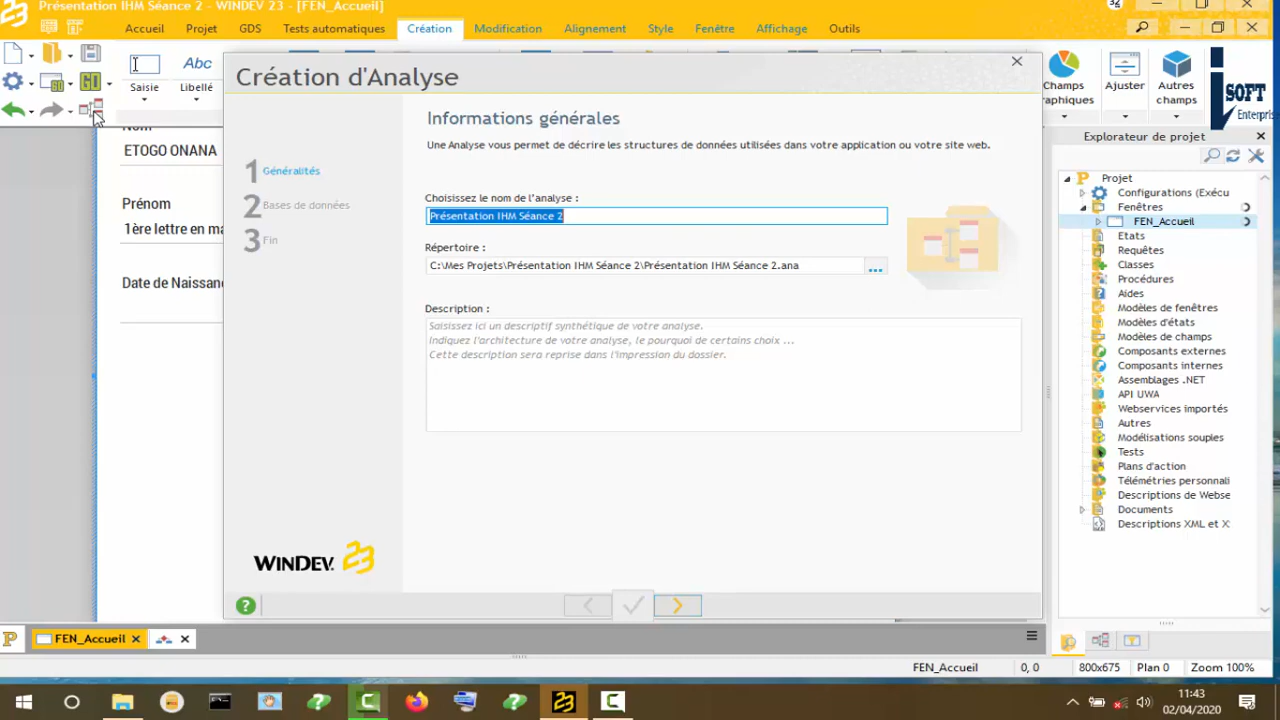 Présentation IHM Séance 2 - WINDEV 23 - [FEN_Accueil]
Accueil Projet GDS Tests automatiques Création Modification Alignement Style Fenêtre Affichage Outils
Saisie
Abc
Libellé
GO
Champs
raphiques
Ajuster
Autres
champs
SOFT
Enterprise
Nom
ETOGO ONANA
Prénom
1ère lettre en ma
Date de Naissanc
Création d'Analyse
1 Généralités
2 Bases de données
3 Fin
WINDEV 23
Informations générales
Une Analyse vous permet de décrire les structures de données utilisées dans votre application ou votre site web.
Choisissez le nom de l'analyse :
Présentation IHM Séance 2
Répertoire :
C:\Mes Projets\Présentation IHM Séance 2\Présentation IHM Séance 2.ana
...
Description :
Saisissez ici un descriptif synthétique de votre analyse.
Indiquez l'architecture de votre analyse, le pourquoi de certains choix ...
Cette description sera reprise dans l'impression du dossier.
Explorateur de projet
Projet
Configurations (Exécu
Fenêtres
FEN_Accueil
Etats
Requêtes
Classes
Procédures
Aides
Modèles de fenêtres
Modèles d'états
Modèles de champs
Composants externes
Composants internes
Assemblages .NET
API UWA
Webservices importés
Autres
Modélisations souples
Tests
Plans d'action
Télémétries personnali
Descriptions de Webse
Documents
Descriptions XML et X
FEN_Accueil
FEN_Accueil 0, 0 800x675 Plan 0 Zoom 100%
11:43
02/04/2020